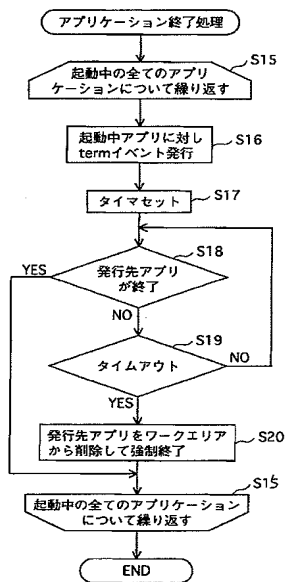 アプリケーション終了処理
S15
起動中の全てのアプリ
ケーションについて繰り返す
起動中アプリに対し
termイベント発行
S16
タイマセット
S17
S18
YES
発行先アプリ
が終了
NO
S19
タイムアウト
NO
YES
発行先アプリをワークエリア
から削除して強制終了
S20
S15'
起動中の全てのアプリケーション
について繰り返す
END